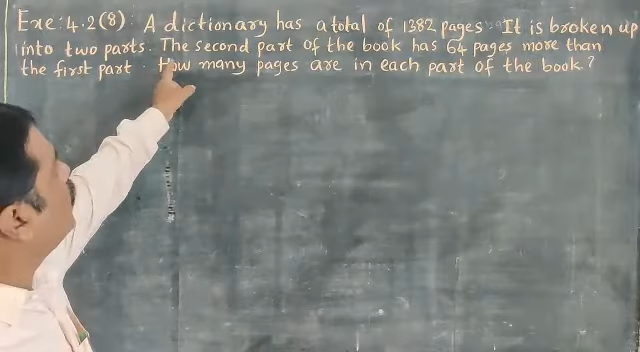 Exe: 4.2(8): A dictionary has a total of 1382 pages. It is broken up
into two parts. The second part of the book has 64 pages more than
the first part. How many pages are in each part of the book?